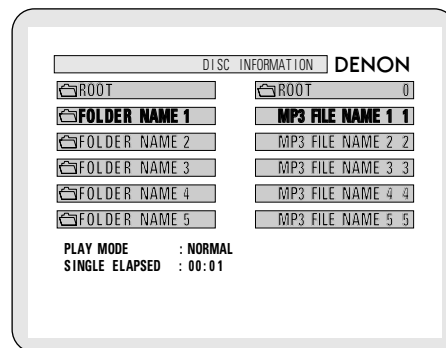 DISC INFORMATION DENON
ROOT ROOT 0
FOLDER NAME 1 MP3 FILE NAME 1 1
FOLDER NAME 2 MP3 FILE NAME 2 2
FOLDER NAME 3 MP3 FILE NAME 3 3
FOLDER NAME 4 MP3 FILE NAME 4 4
FOLDER NAME 5 MP3 FILE NAME 5 5
PLAY MODE : NORMAL
SINGLE ELAPSED : 00:01